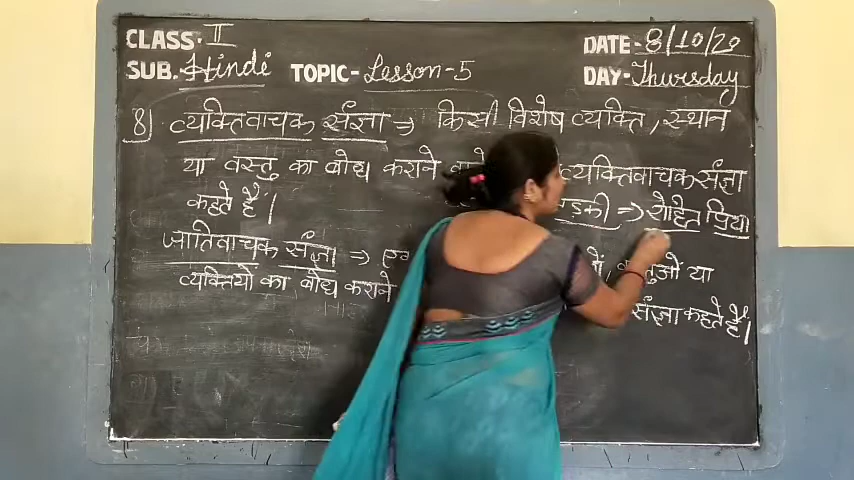 CLASS.- II
DATE - 8/10/20
SUB. Hindi TOPIC- Lesson-5
DAY- Thursday
8) व्यक्तिवाचक संज्ञा ⇒ किसी विशेष व्यक्ति, स्थान
या वस्तु का बोध कराने वाले व्यक्तिवाचक संज्ञा
कहते हैं। ड़की ⇒ रोहित प्रिया
जातिवाचक संज्ञा ⇒ वस्तुओं या
व्यक्तियों का बोध कराने संज्ञा कहते हैं।